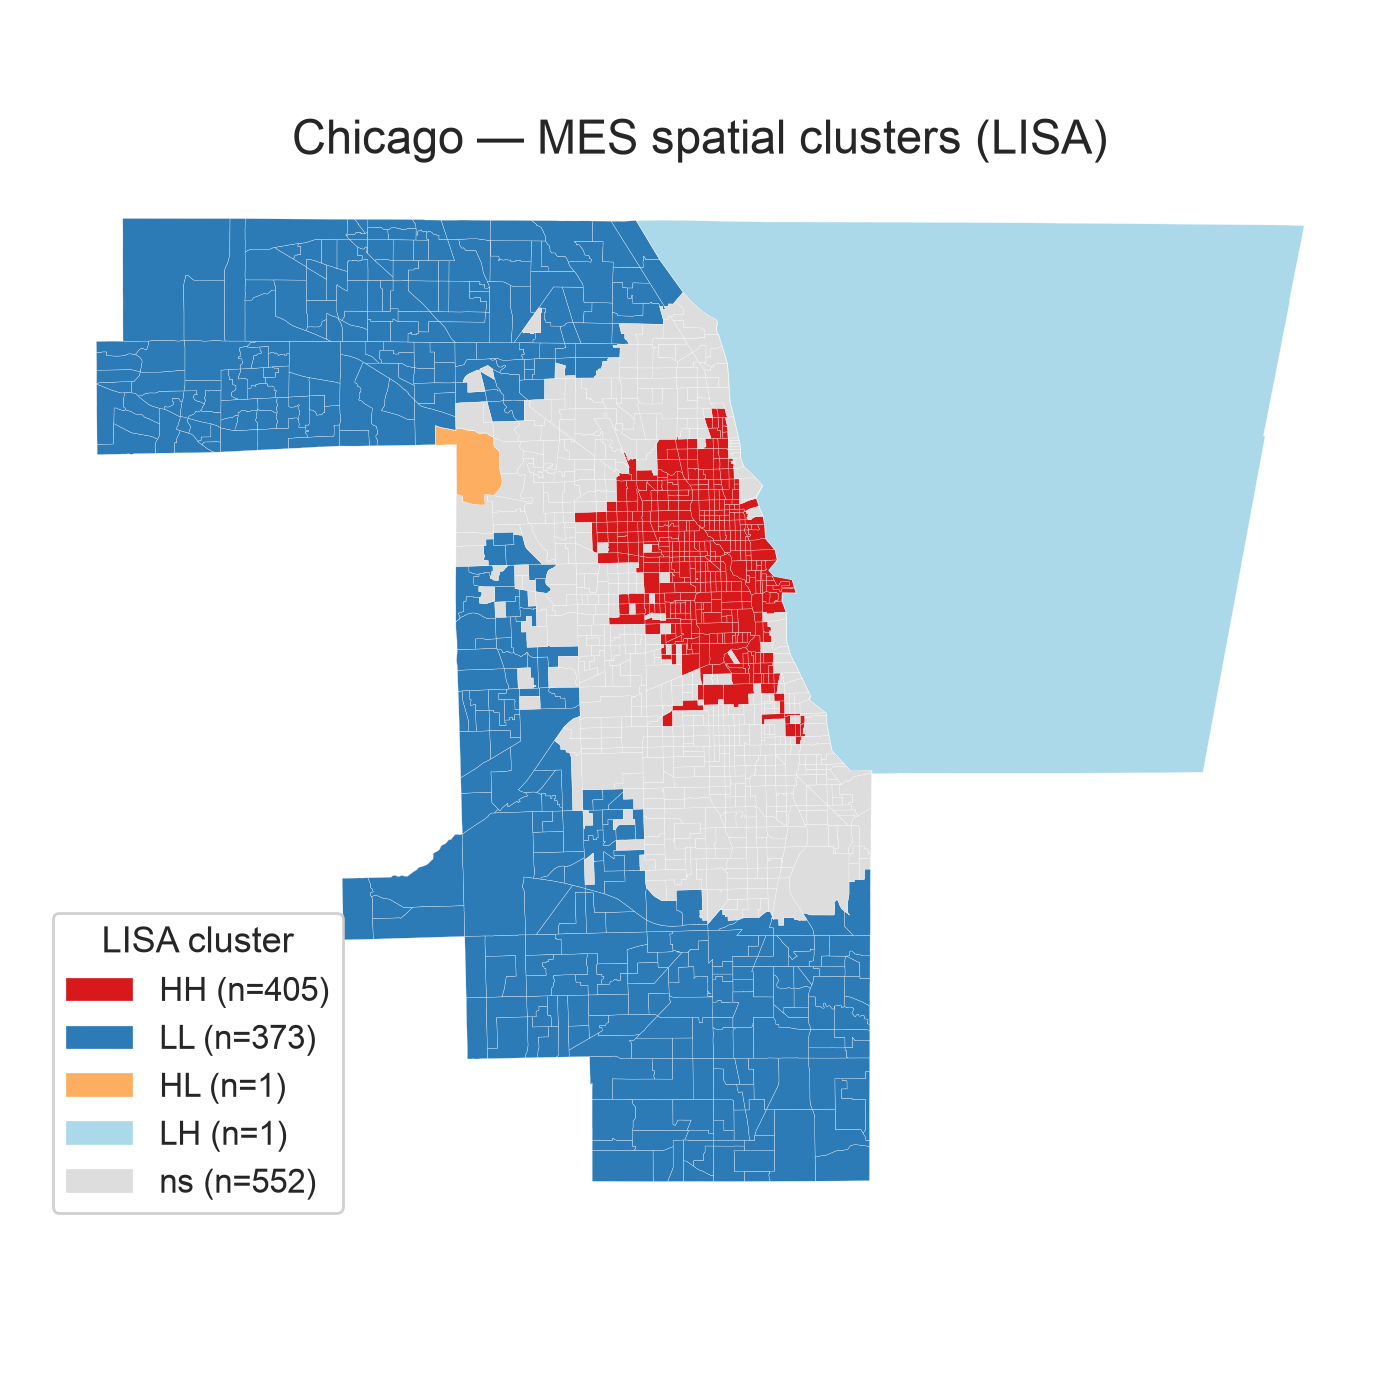 Chicago — MES spatial clusters (LISA)
LISA cluster
HH (n=405)
LL (n=373)
HL (n=1)
LH (n=1)
ns (n=552)